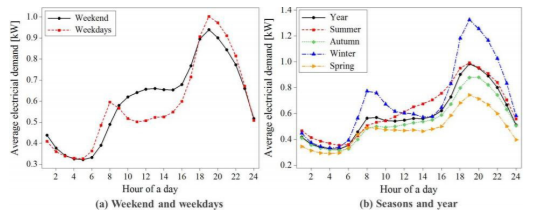 Average electricial demand [kW]
1.0
0.9
0.8
0.7
0.6
0.5
0.4
0.3
Weekend
Weekdays
2 4 6 8 10 12 14 16 18 20 22 24
Hour of a day
(a) Weekend and weekdays
Average electricial demand [kW]
1.4
1.2
1.0
0.8
0.6
0.4
0.2
Year
Summer
Autumn
Winter
Spring
2 4 6 8 10 12 14 16 18 20 22 24
Hour of a day
(b) Seasons and year